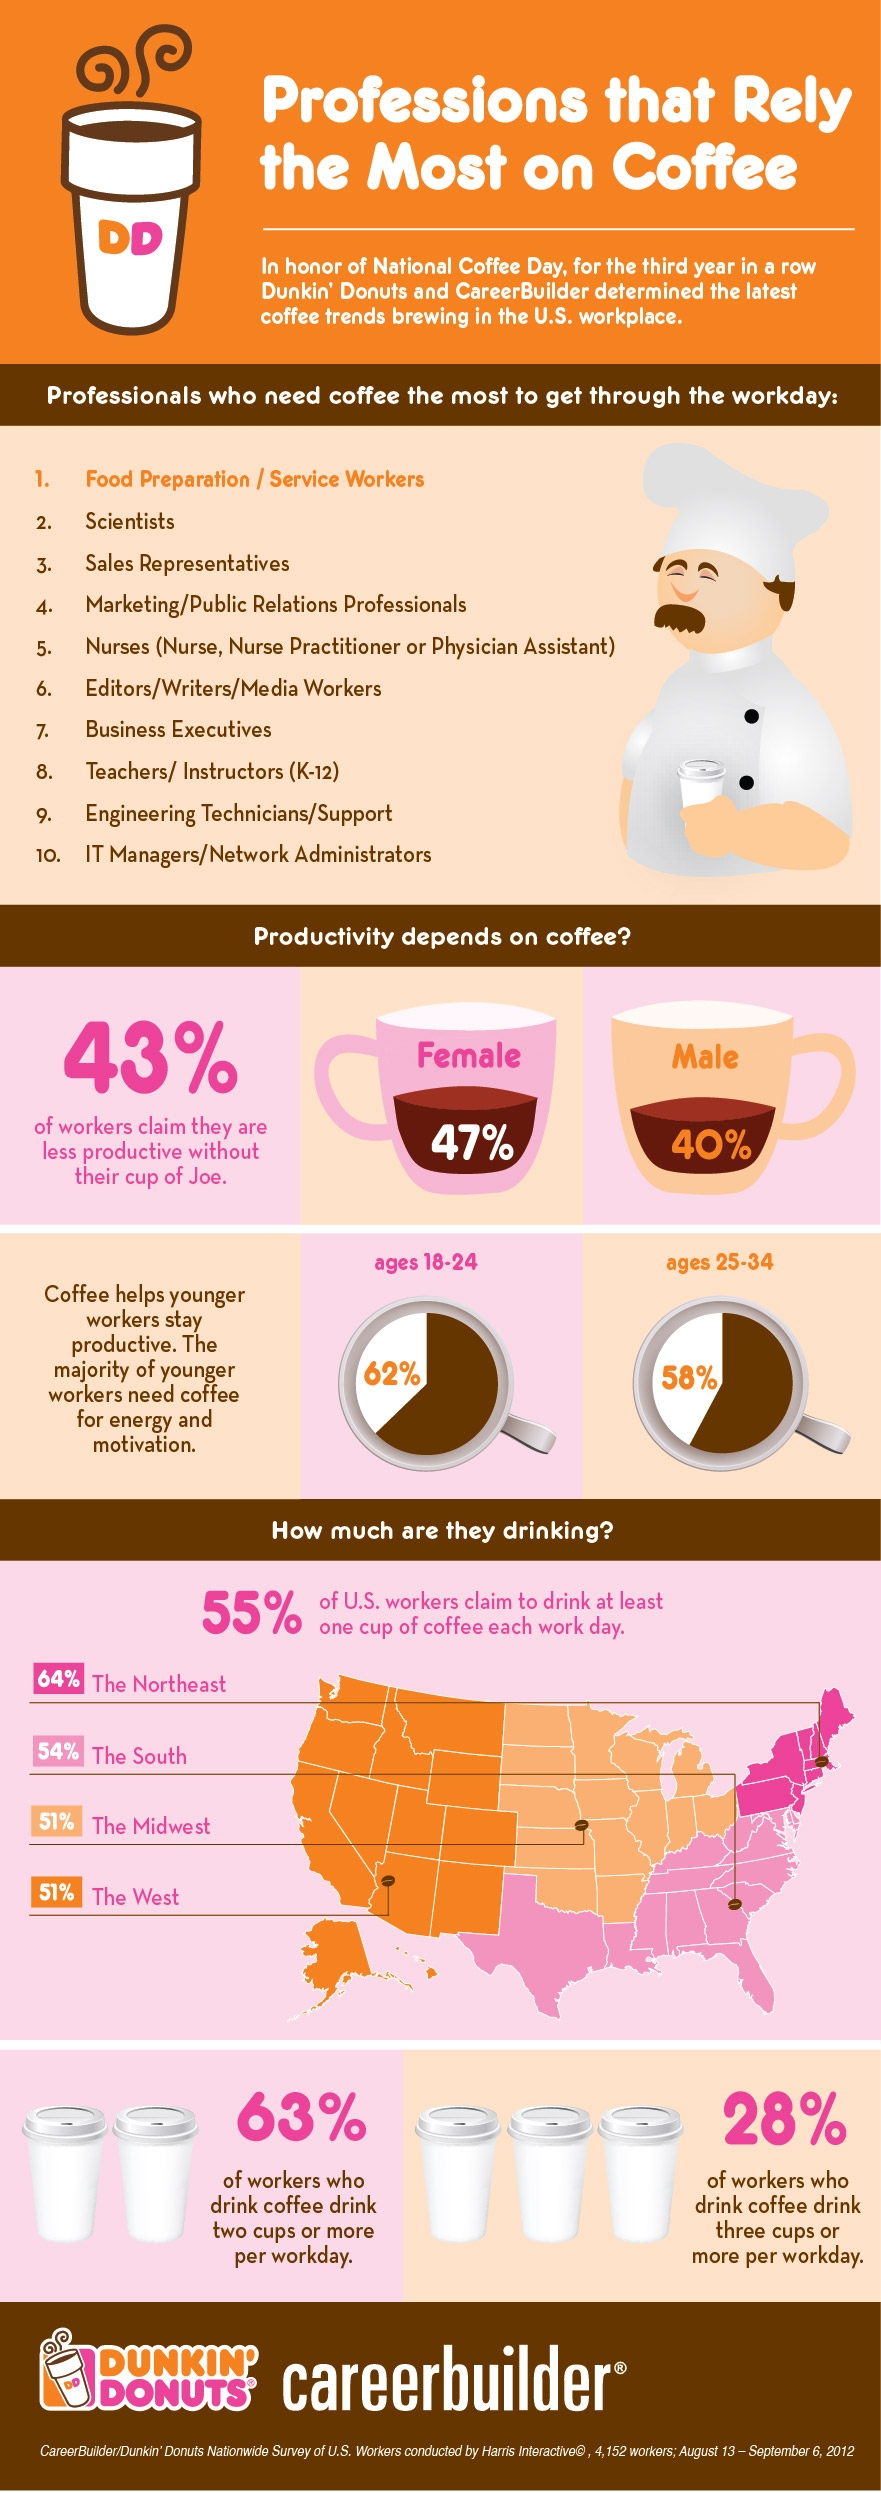 Professions that Rely
the Most on Coffee
In honor of National Coffee Day, for the third year in a row
Dunkin' Donuts and CareerBuilder determined the latest
coffee trends brewing in the U.S. workplace.
DD
Professionals who need coffee the most to get through the workday:
1. Food Preparation / Service Workers
2. Scientists
3. Sales Representatives
4. Marketing/Public Relations Professionals
5. Nurses (Nurse, Nurse Practitioner or Physician Assistant)
6. Editors/Writers/Media Workers
7. Business Executives
8. Teachers/ Instructors (K-12)
9. Engineering Technicians/Support
10. IT Managers/Network Administrators
Productivity depends on coffee?
43%
of workers claim they are
less productive without
their cup of Joe.
Female
47%
Male
40%
Coffee helps younger
workers stay
productive. The
majority of younger
workers need coffee
for energy and
motivation.
ages 18-24
62%
ages 25-34
58%
How much are they drinking?
55% of U.S. workers claim to drink at least
one cup of coffee each work day.
64% The Northeast
54% The South
51% The Midwest
51% The West
63%
of workers who
drink coffee drink
two cups or more
per workday.
28%
of workers who
drink coffee drink
three cups or
more per workday.
DD
DUNKIN'
DONUTS®
careerbuilder®
CareerBuilder/Dunkin' Donuts Nationwide Survey of U.S. Workers conducted by Harris Interactive© , 4,152 workers; August 13 – September 6, 2012